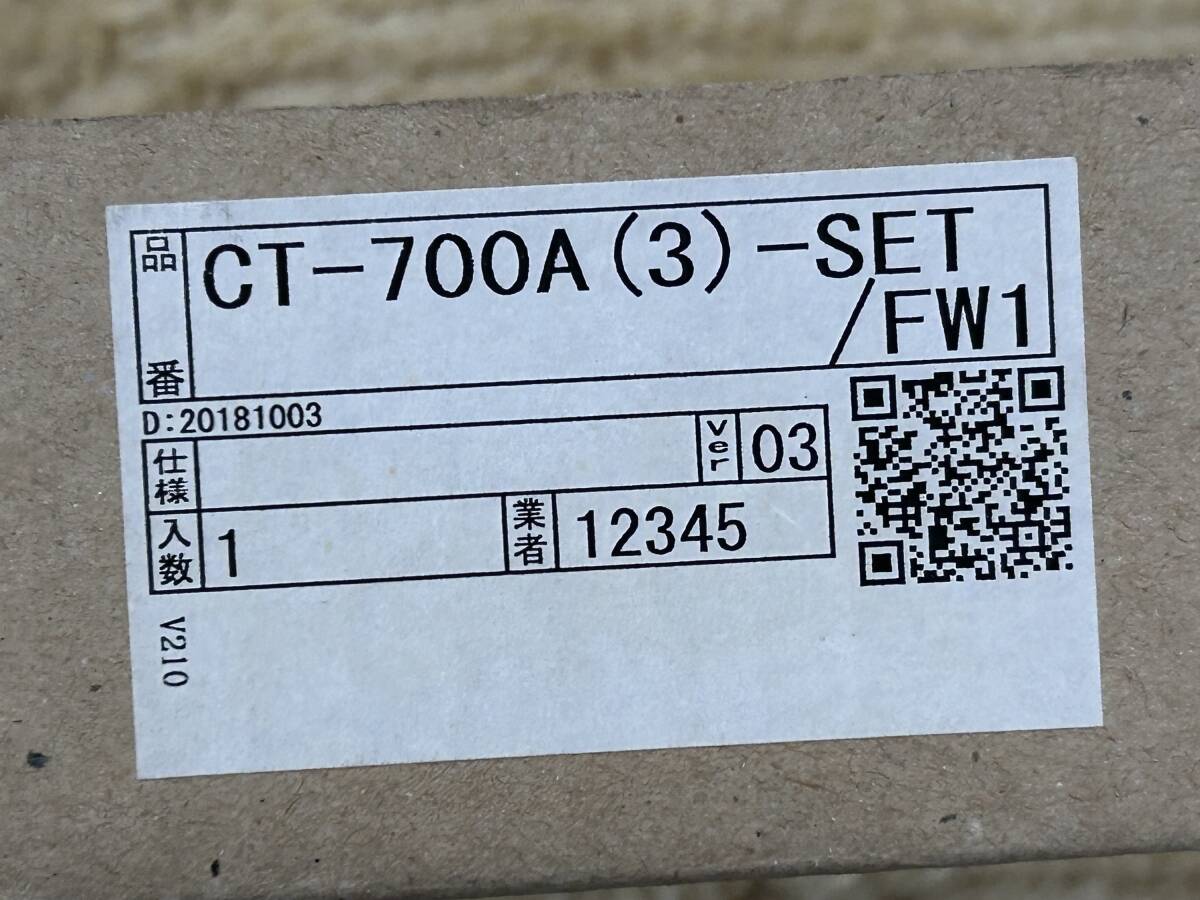 品番 CT-700A(3)-SET
/FW1
D:20181003
仕様 ver 03
入数 1 業者 12345
V210